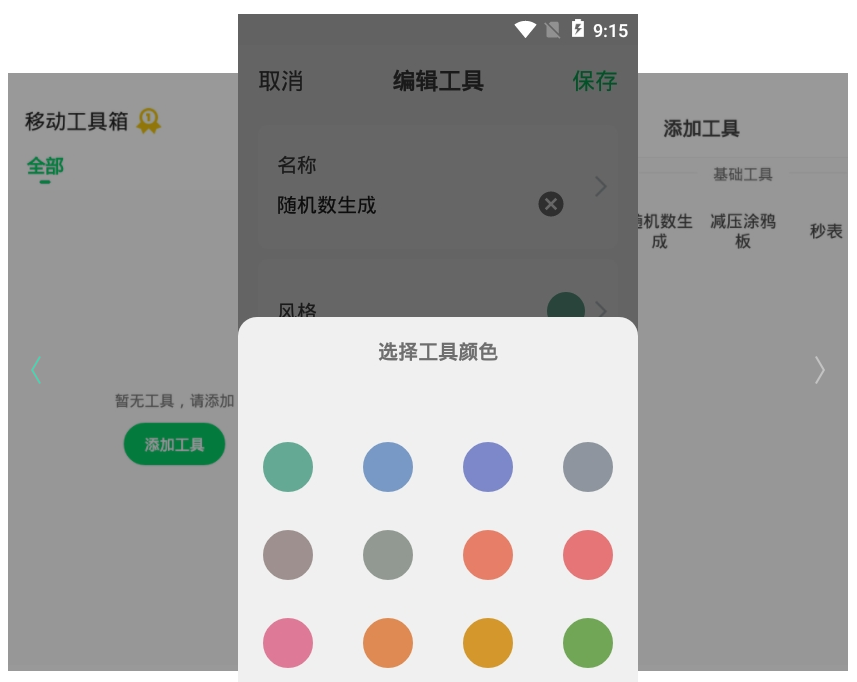 移动工具箱
全部
暂无工具，请添加
添加工具
9:15
取消 编辑工具 保存
名称
随机数生成
风格
选择工具颜色
添加工具
基础工具
机数生成
减压涂鸦板
秒表